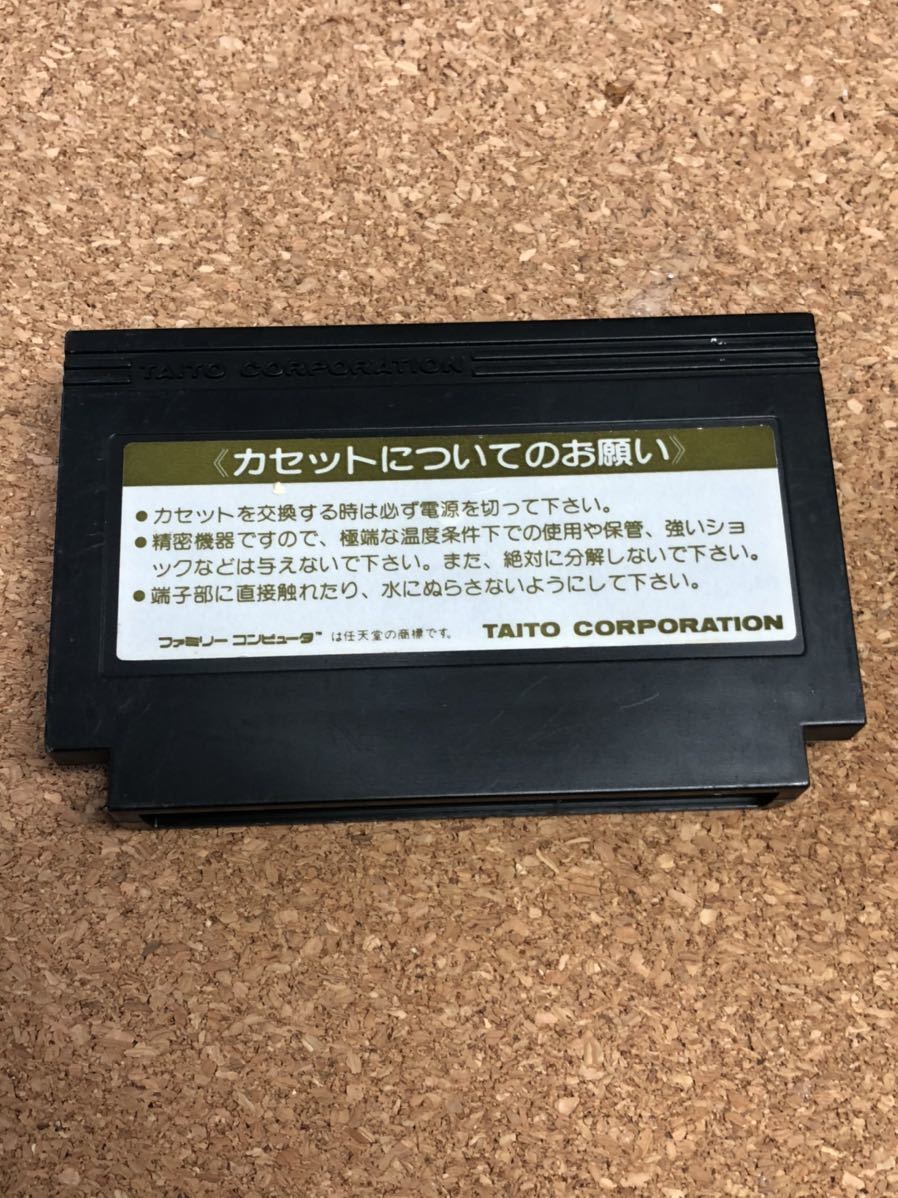 TAITO CORPORATION
《カセットについてのお願い》
●カセットを交換する時は必ず電源を切って下さい。
●精密機器ですので、極端な温度条件下での使用や保管、強いショ
ックなどは与えないで下さい。また、絶対に分解しないで下さい。
●端子部に直接触れたり、水にぬらさないようにして下さい。
ファミリーコンピュータ™ は任天堂の商標です。 TAITO CORPORATION